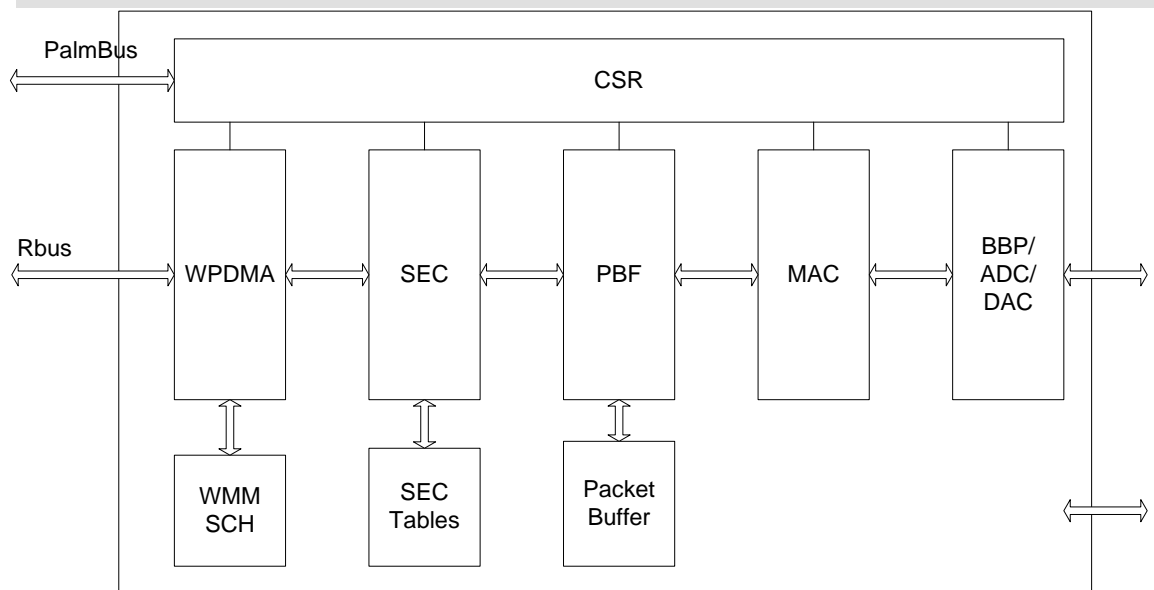 PalmBus
CSR
Rbus
WPDMA
SEC
PBF
MAC
BBP/
ADC/
DAC
WMM
SCH
SEC
Tables
Packet
Buffer